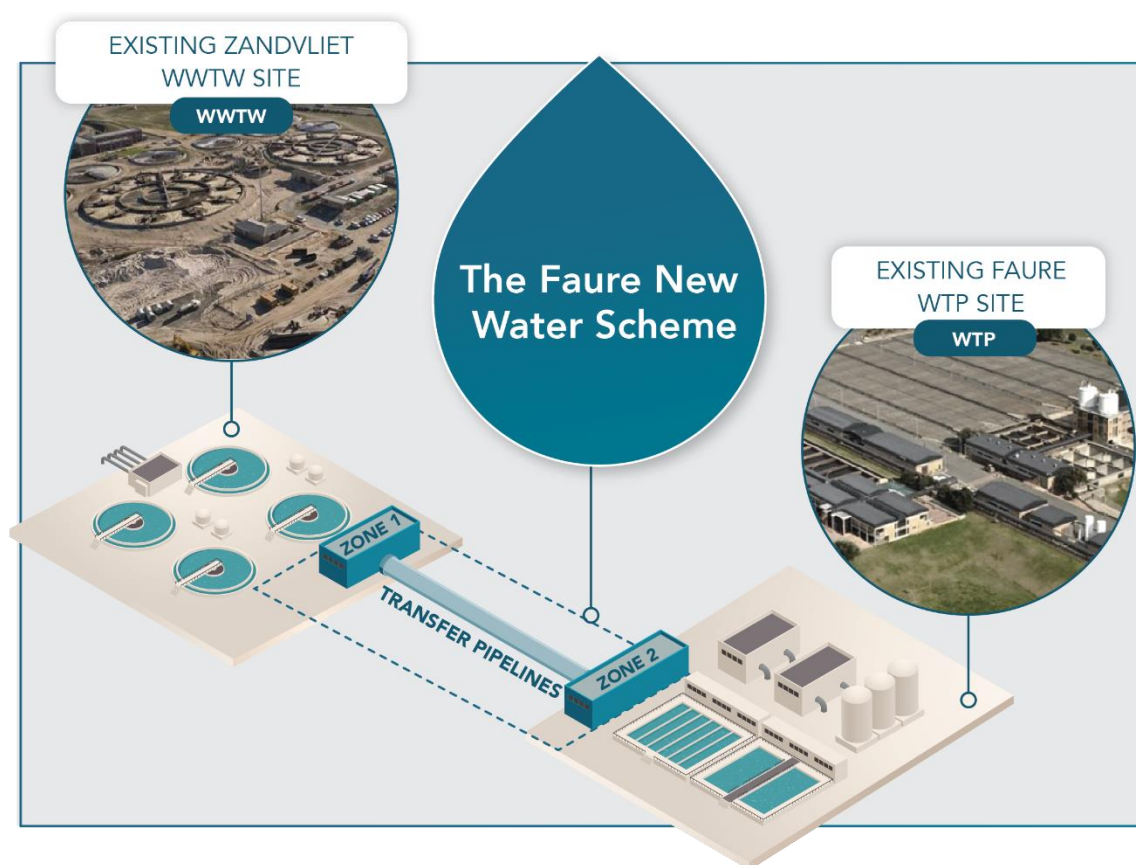 EXISTING ZANDVLIET
WWTW SITE
WWTW
The Faure New
Water Scheme
EXISTING FAURE
WTP SITE
WTP
ZONE 1
TRANSFER PIPELINES
ZONE 2